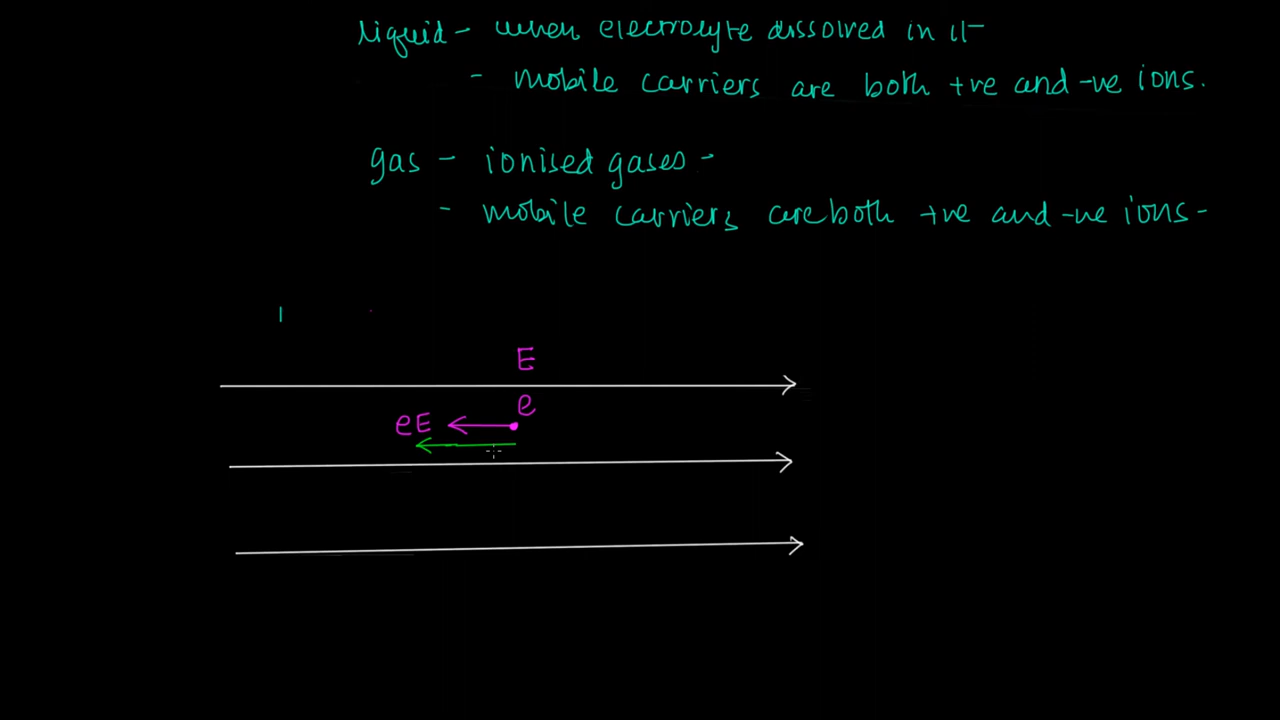 liquid - when electrolyte dissolved in it -
- mobile carriers are both +ve and -ve ions.
gas - ionised gases -
- mobile carriers are both +ve and -ve ions -
E
e
eE